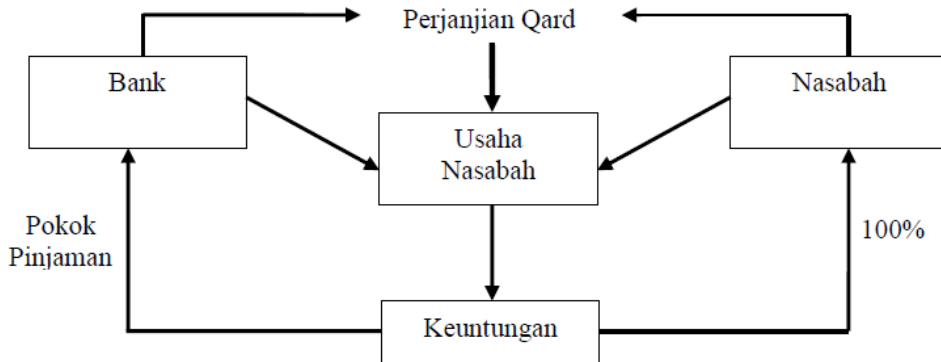 Perjanjian Qard
Bank
Nasabah
Usaha
Nasabah
Pokok
Pinjaman
100%
Keuntungan